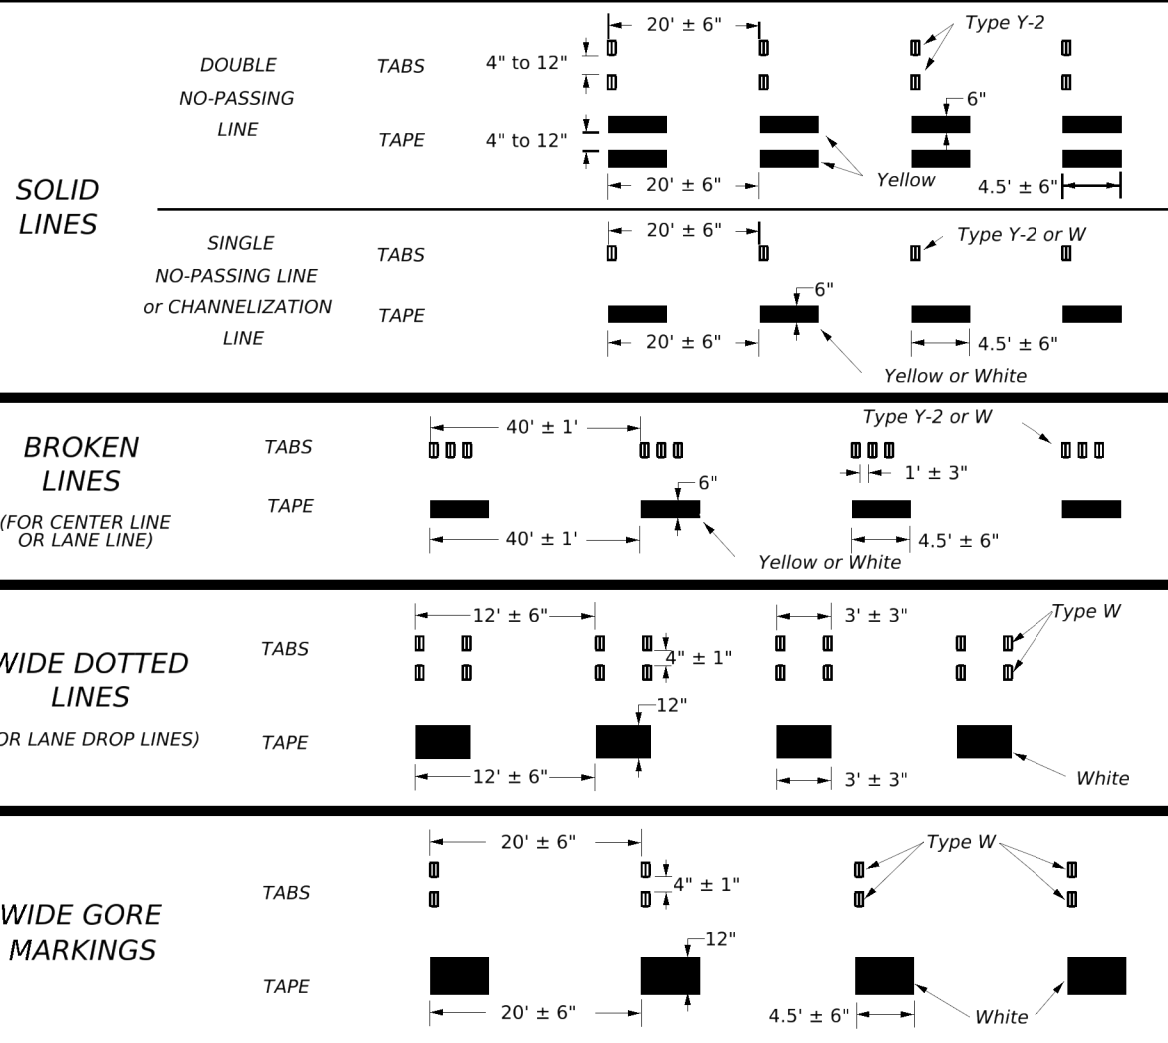 20' ± 6"
Type Y-2
DOUBLE
NO-PASSING
LINE
TABS
4" to 12"
6"
TAPE
4" to 12"
Yellow
20' ± 6"
4.5' ± 6"
SOLID
LINES
SINGLE
NO-PASSING LINE
or CHANNELIZATION
LINE
20' ± 6"
Type Y-2 or W
TABS
6"
TAPE
20' ± 6"
4.5' ± 6"
Yellow or White
BROKEN
LINES
(FOR CENTER LINE
OR LANE LINE)
40' ± 1'
Type Y-2 or W
TABS
1' ± 3"
6"
TAPE
40' ± 1'
4.5' ± 6"
Yellow or White
WIDE DOTTED
LINES
OR LANE DROP LINES)
12' ± 6"
3' ± 3"
Type W
TABS
4" ± 1"
12"
TAPE
12' ± 6"
3' ± 3"
White
WIDE GORE
MARKINGS
20' ± 6"
Type W
TABS
4" ± 1"
12"
TAPE
20' ± 6"
4.5' ± 6"
White